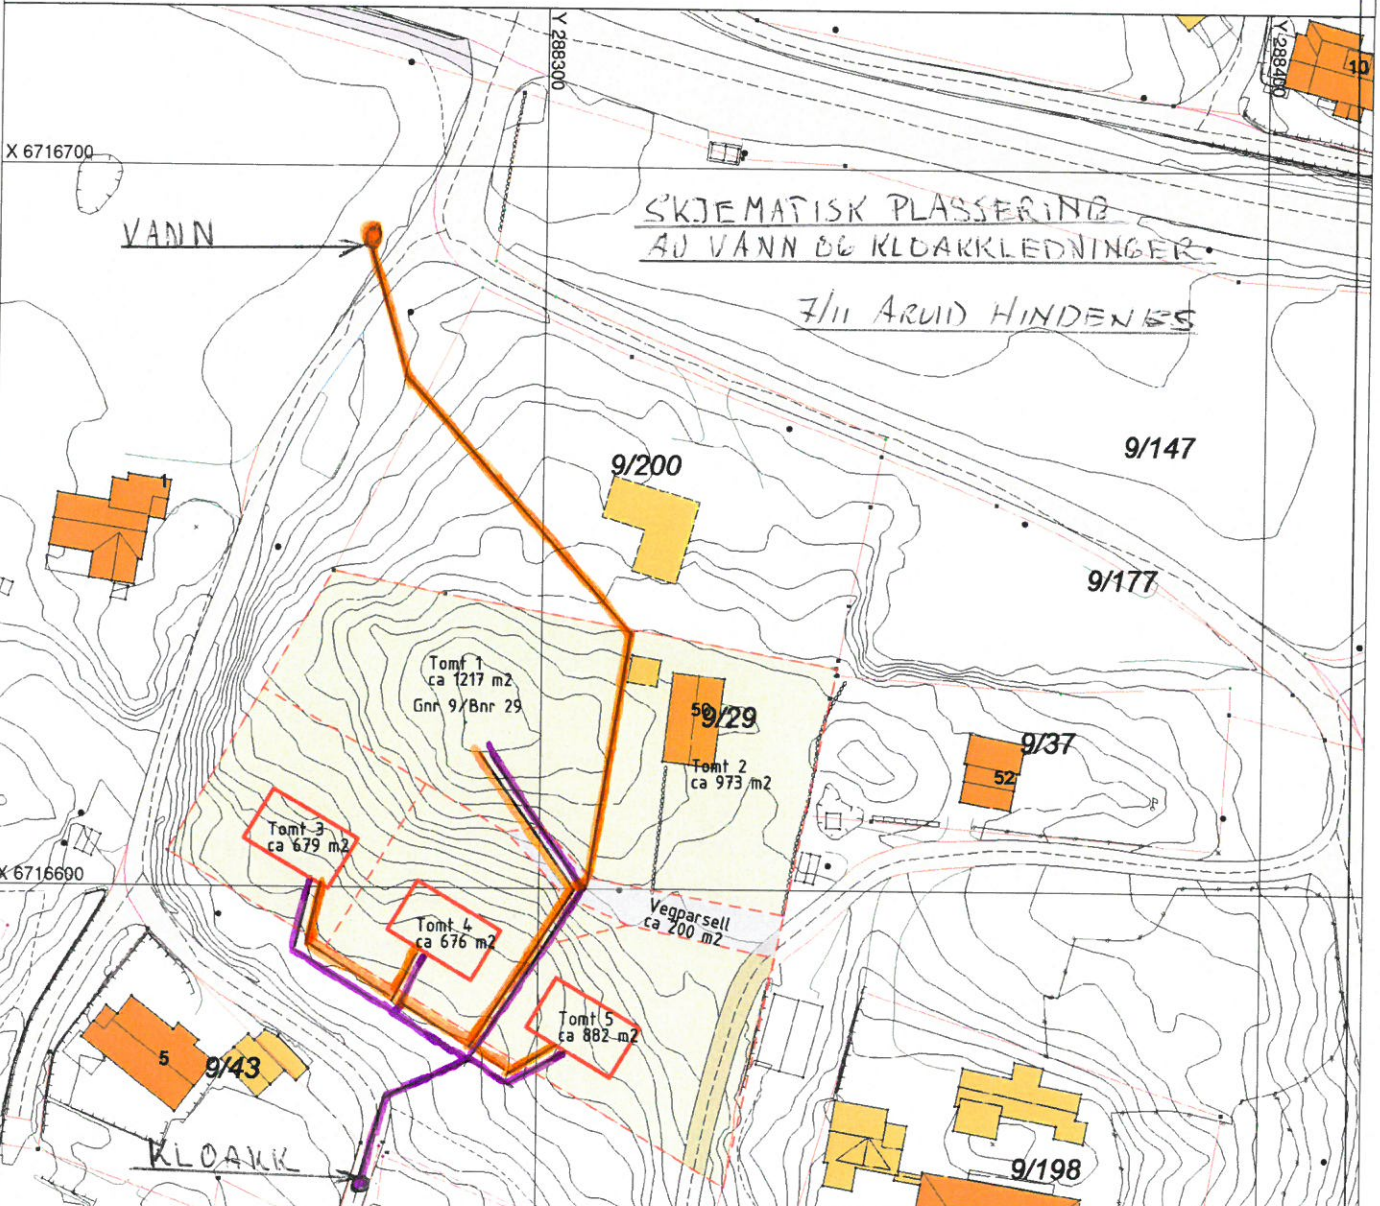 Y 288300
Y 288400
10
X 6716700
VANN
SKJEMATISK PLASSERING
AV VANN OG KLOAKKLEDNINGER
7/11 ARVID HINDENES
9/147
9/200
1
9/177
Tomt 1
ca 1217 m2
Gnr 9/Bnr 29
50
9/29
Tomt 2
ca 973 m2
9/37
52
Tomt 3
ca 679 m2
X 6716600
Vegparsell
ca 200 m2
Tomt 4
ca 676 m2
Tomt 5
ca 882 m2
5
9/43
KLOAKK
9/198